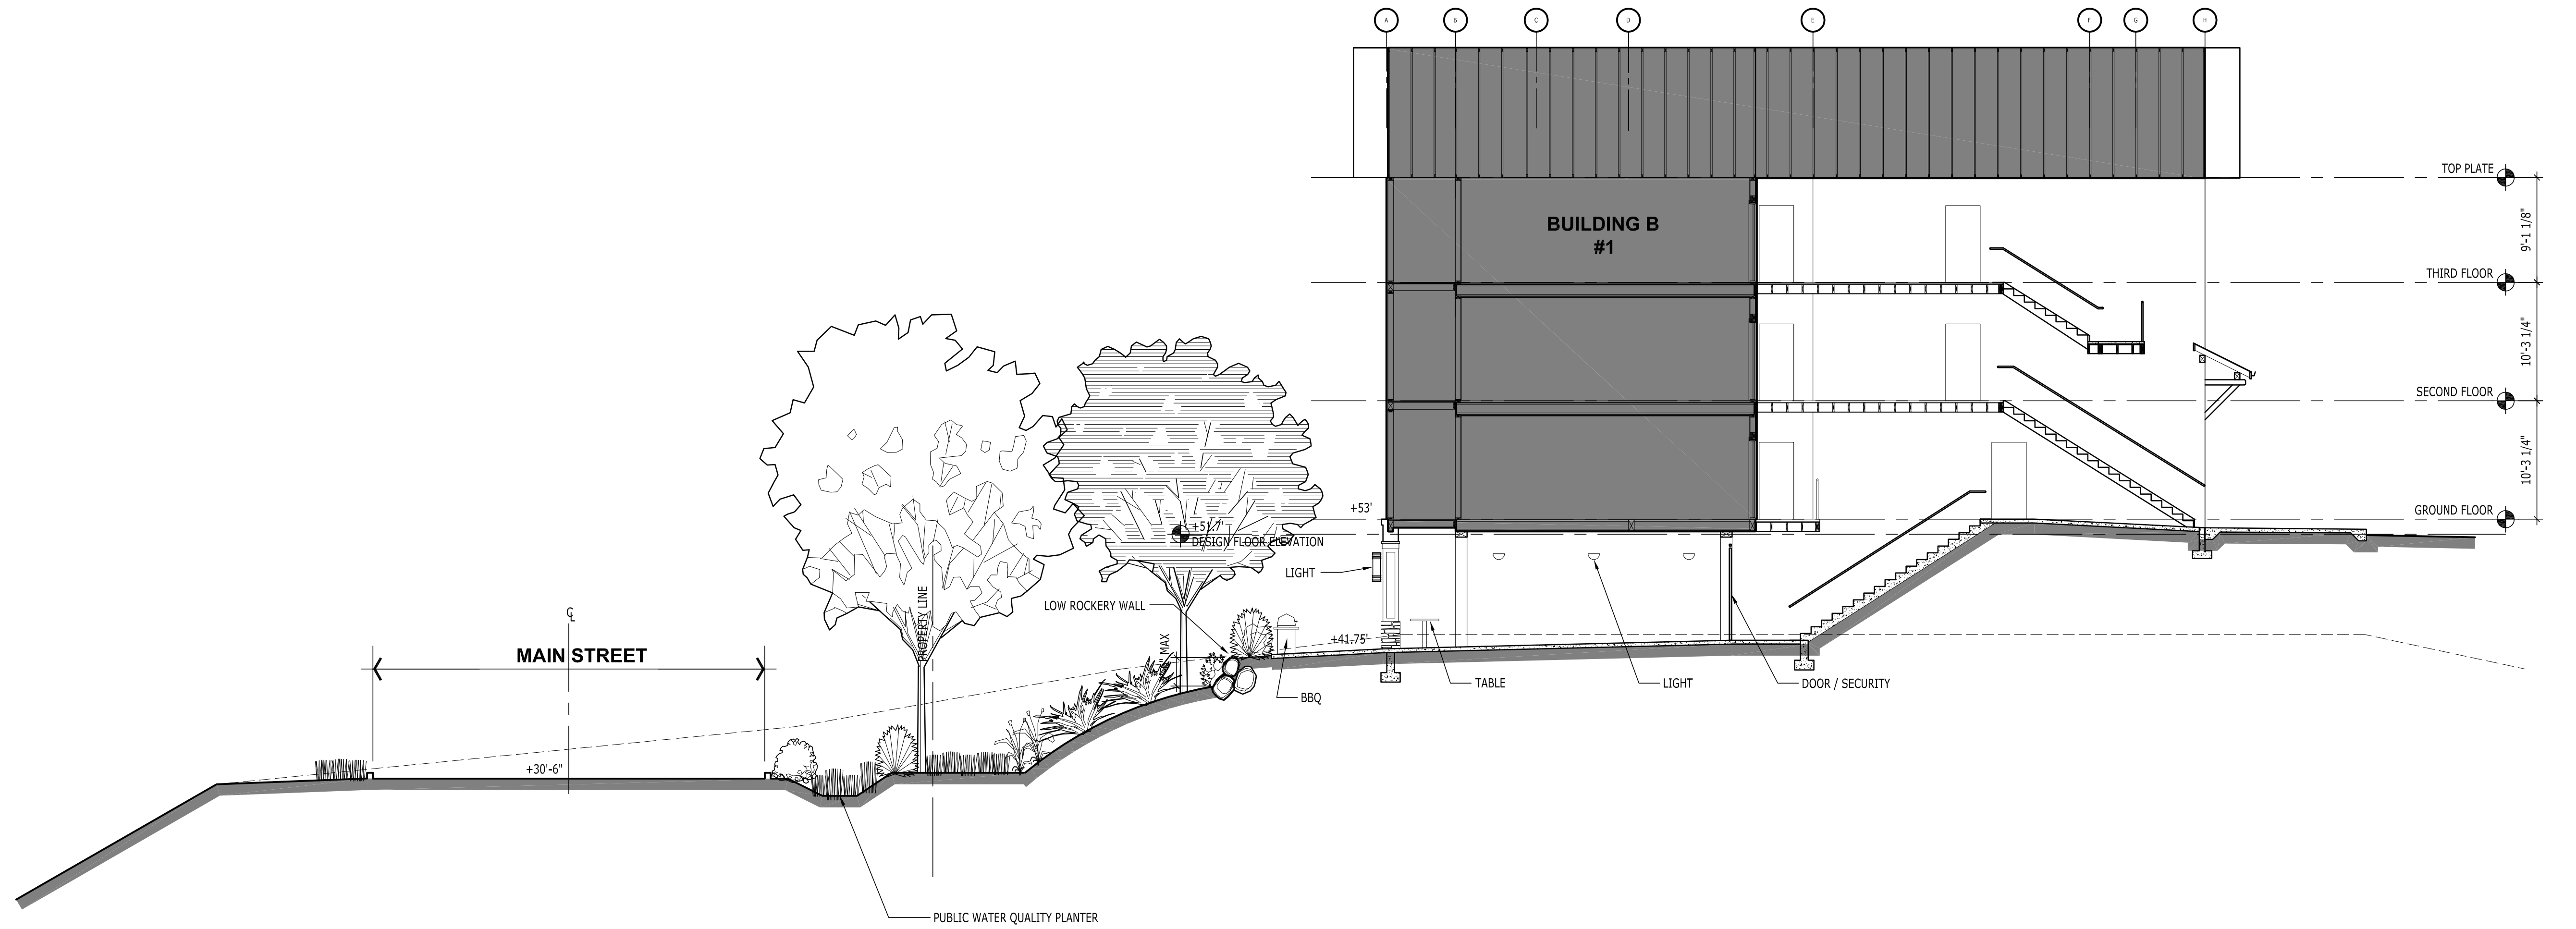 A B C D E F G H
TOP PLATE
9'-1 1/8"
BUILDING B
#1
THIRD FLOOR
10'-3 1/4"
SECOND FLOOR
10'-3 1/4"
+53'
GROUND FLOOR
+51.7'
DESIGN FLOOR ELEVATION
LIGHT
PROPERTY LINE
LOW ROCKERY WALL
MAX
+41.75'
℄
MAIN STREET
TABLE
LIGHT
DOOR / SECURITY
BBQ
+30'-6"
PUBLIC WATER QUALITY PLANTER